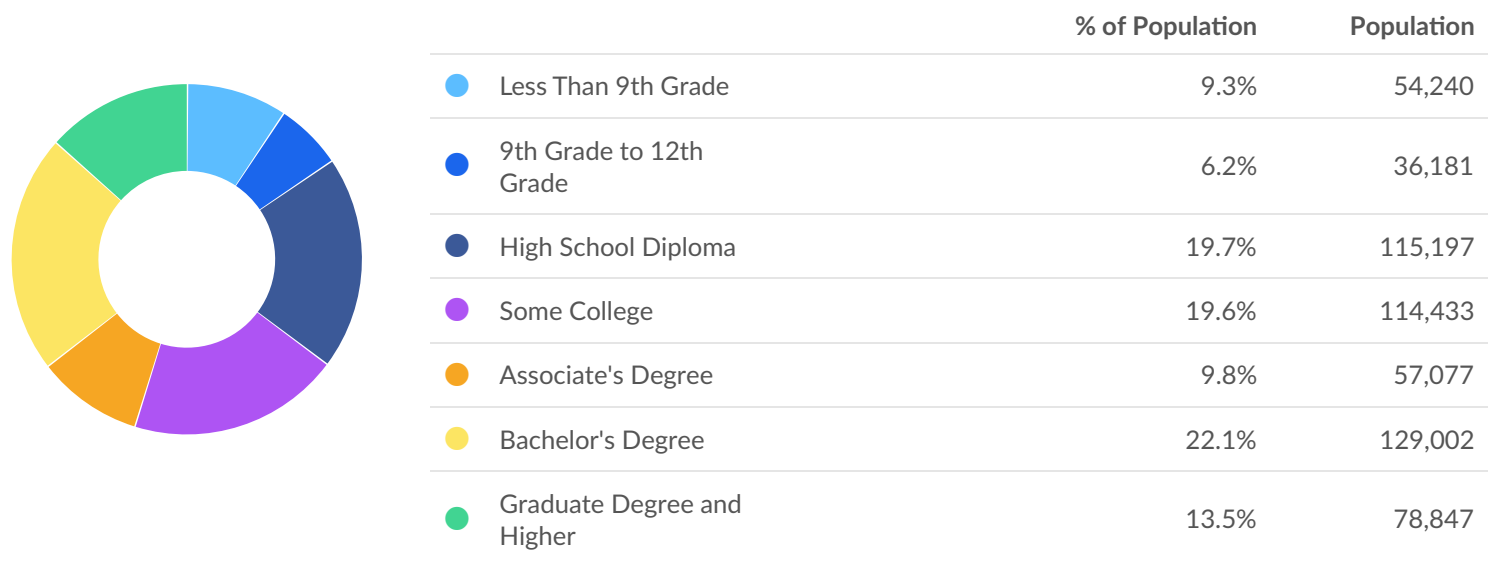 % of Population Population
Less Than 9th Grade 9.3% 54,240
9th Grade to 12th
Grade 6.2% 36,181
High School Diploma 19.7% 115,197
Some College 19.6% 114,433
Associate's Degree 9.8% 57,077
Bachelor's Degree 22.1% 129,002
Graduate Degree and
Higher 13.5% 78,847